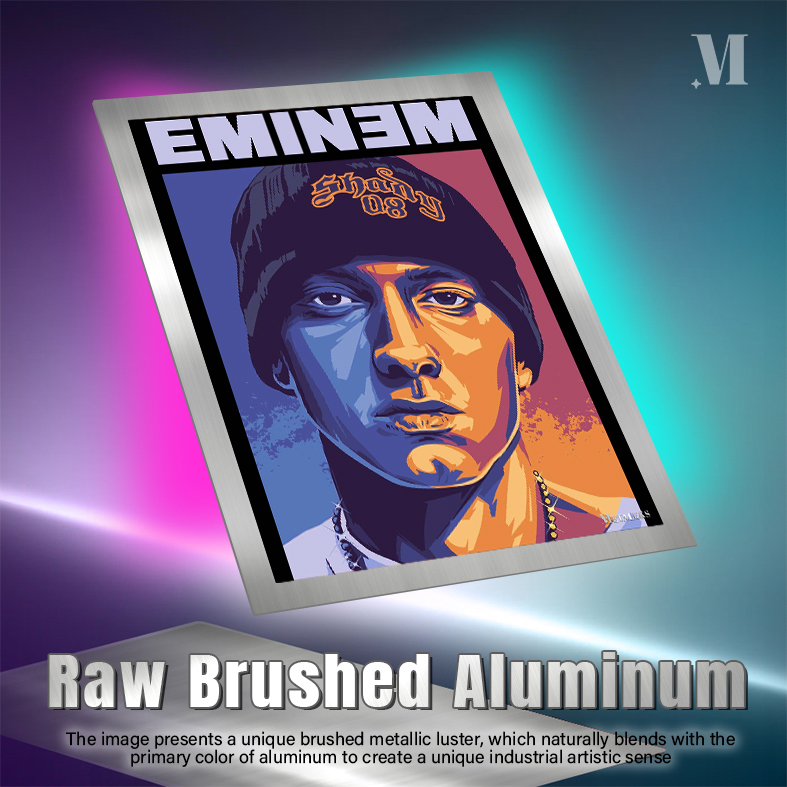 M
EMINƎM
Shady
08
Raw Brushed Aluminum
The image presents a unique brushed metallic luster, which naturally blends with the
primary color of aluminum to create a unique industrial artistic sense